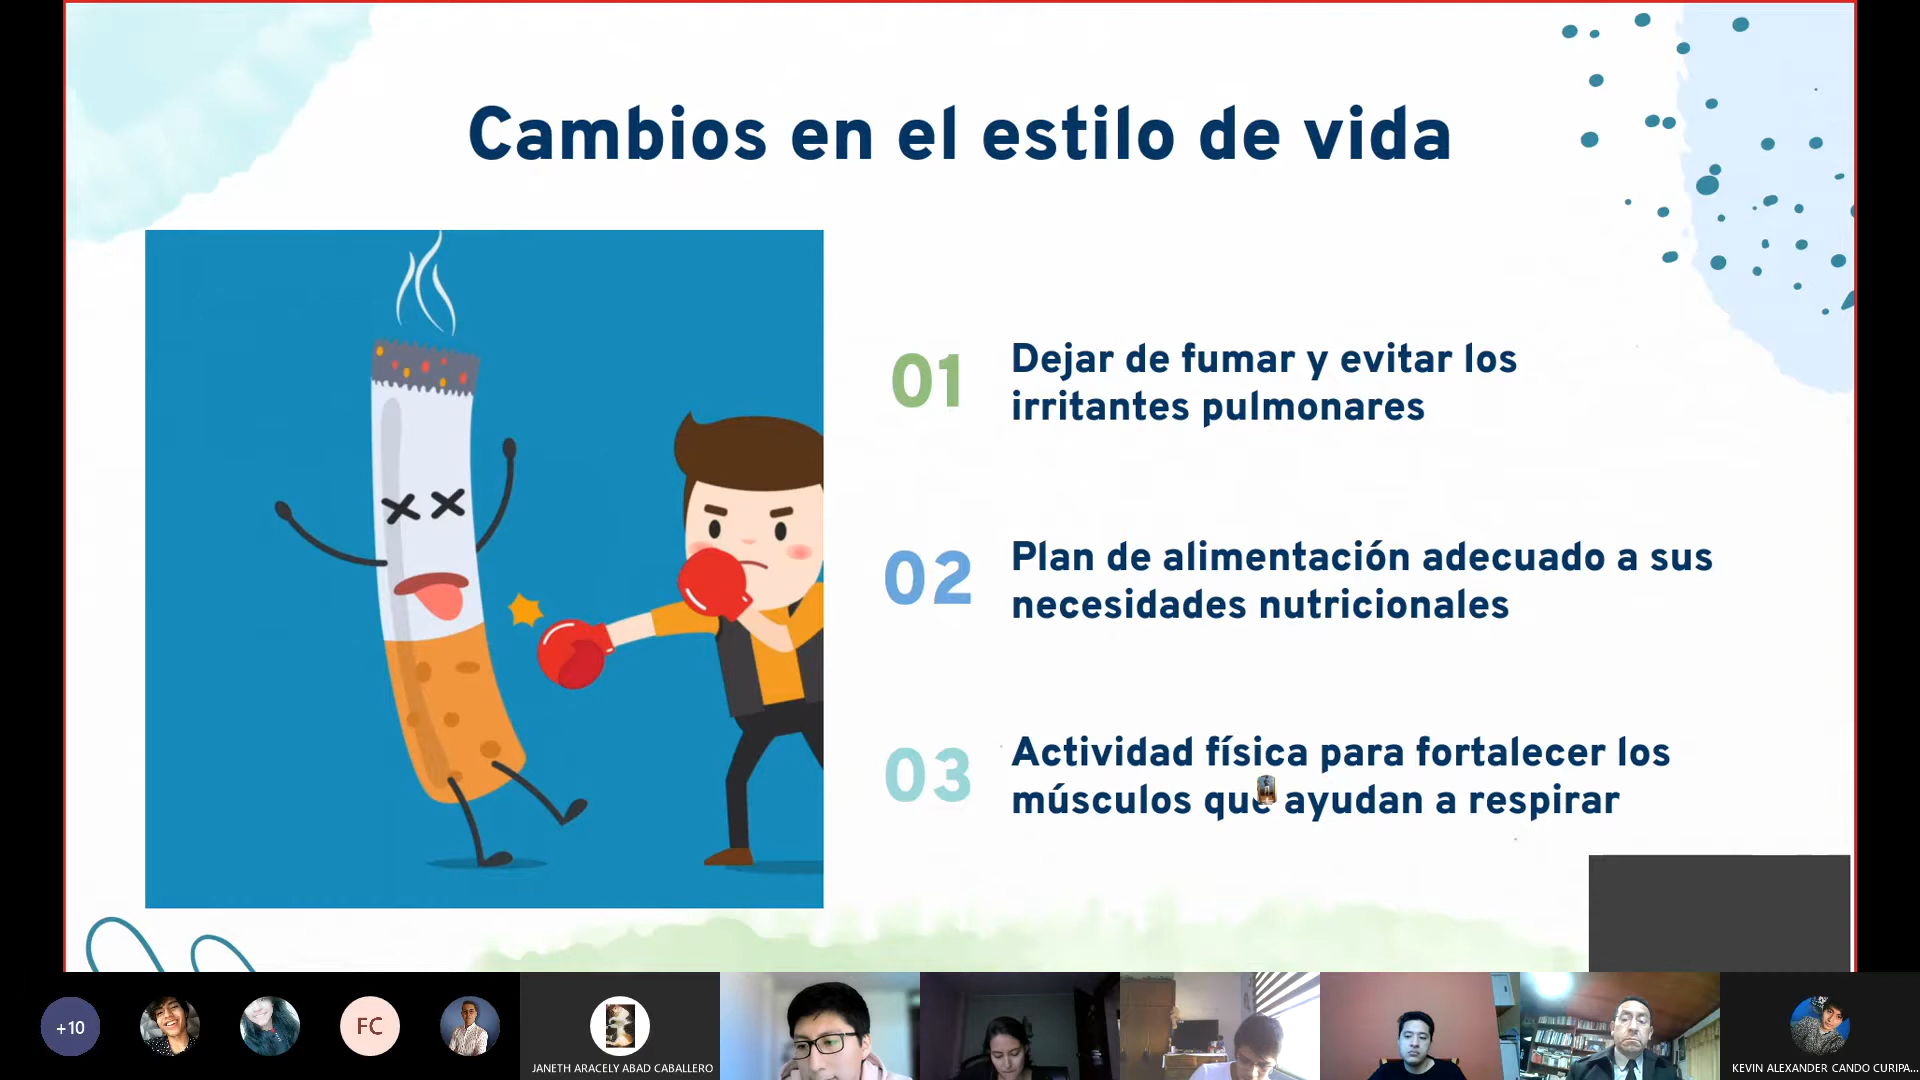 Cambios en el estilo de vida
01
Dejar de fumar y evitar los
irritantes pulmonares
02
Plan de alimentación adecuado a sus
necesidades nutricionales
03
Actividad física para fortalecer los
músculos que ayudan a respirar
+10
FC
JANETH ARACELY ABAD CABALLERO
KEVIN ALEXANDER CANDO CURIPA...